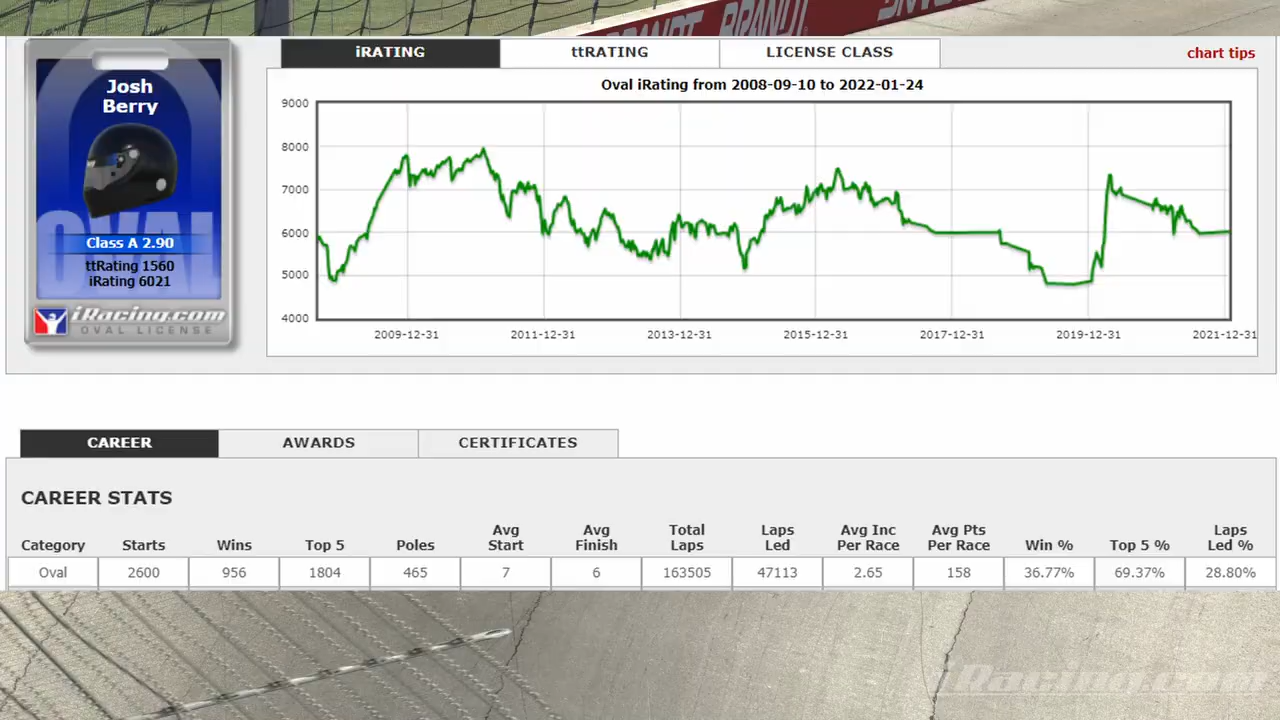 BRANDT BRANDT
Josh
Berry
OVAL
Class A 2.90
ttRating 1560
iRating 6021
iRacing.com
OVAL LICENSE
iRATING
ttRATING
LICENSE CLASS
chart tips
Oval iRating from 2008-09-10 to 2022-01-24
9000
8000
7000
6000
5000
4000
2009-12-31 2011-12-31 2013-12-31 2015-12-31 2017-12-31 2019-12-31 2021-12-31
CAREER AWARDS CERTIFICATES
CAREER STATS
Category Starts Wins Top 5 Poles Avg Start Avg Finish Total Laps Laps Led Avg Inc Per Race Avg Pts Per Race Win % Top 5 % Laps Led %
Oval 2600 956 1804 465 7 6 163505 47113 2.65 158 36.77% 69.37% 28.80%
iRacing.com